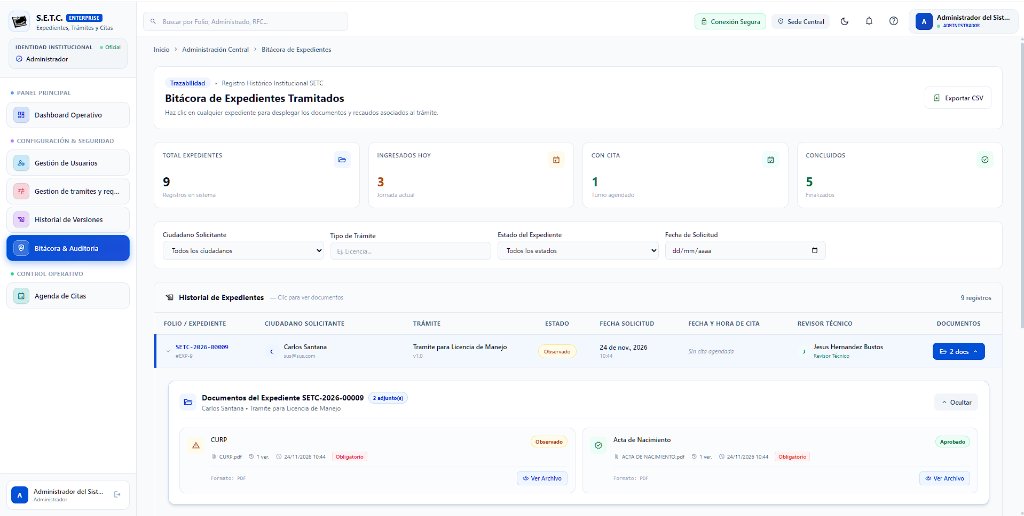 S.E.T.C. ENTERPRISE
Expedientes, Trámites y Citas
IDENTIDAD INSTITUCIONAL Oficial
Administrador
PANEL PRINCIPAL
Dashboard Operativo
CONFIGURACIÓN & SEGURIDAD
Gestión de Usuarios
Gestion de tramites y req...
Historial de Versiones
Bitácora & Auditoría
CONTROL OPERATIVO
Agenda de Citas
A Administrador del Sist...
Administrador
Buscar por Folio, Administrado, RFC...
Conexión Segura
Sede Central
A Administrador del Sist...
ADMINISTRADOR
Inicio > Administración Central > Bitácora de Expedientes
Trazabilidad • Registro Histórico Institucional SETC
Bitácora de Expedientes Tramitados
Haz clic en cualquier expediente para desplegar los documentos y recaudos asociados al trámite.
Exportar CSV
TOTAL EXPEDIENTES
9
Registros en sistema
INGRESADOS HOY
3
Jornada actual
CON CITA
1
Turno agendado
CONCLUIDOS
5
Finalizados
Ciudadano Solicitante
Todos los ciudadanos
Tipo de Trámite
Ej. Licencia...
Estado del Expediente
Todos los estados
Fecha de Solicitud
dd/mm/aaaa
Historial de Expedientes — Clic para ver documentos
9 registros
FOLIO / EXPEDIENTE CIUDADANO SOLICITANTE TRÁMITE ESTADO FECHA SOLICITUD FECHA Y HORA DE CITA REVISOR TÉCNICO DOCUMENTOS
SETC-2026-00009 Carlos Santana Tramite para Licencia de Manejo Observado 24 de nov., 2026 Sin cita agendada Jesus Hernandez Bustos 2 docs
#EXP-9 v1.0 10:44 Revisor Técnico
Documentos del Expediente SETC-2026-00009 2 adjunto(s)
Carlos Santana • Tramite para Licencia de Manejo
Ocultar
CURP Observado
CURP.pdf 1 ver. 24/11/2026 10:44 Obligatorio
Formato: PDF Ver Archivo
Acta de Nacimiento Aprobado
ACTA DE NACIMIENTO.pdf 1 ver. 24/11/2026 10:44 Obligatorio
Formato: PDF Ver Archivo